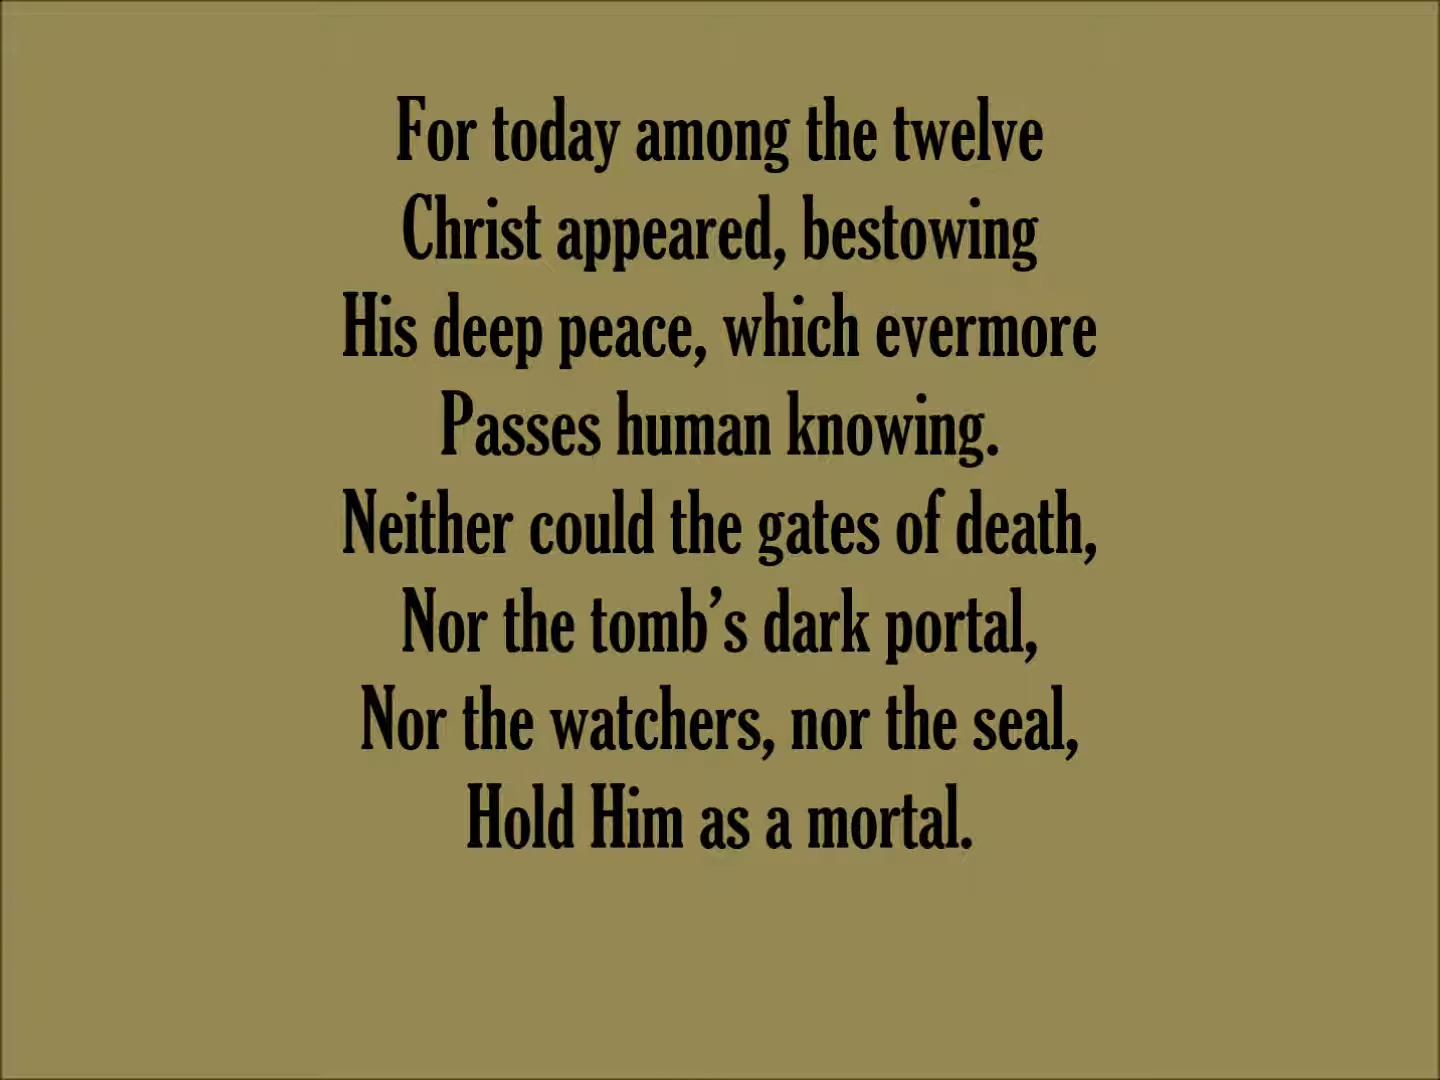 For today among the twelve
Christ appeared, bestowing
His deep peace, which evermore
Passes human knowing.
Neither could the gates of death,
Nor the tomb’s dark portal,
Nor the watchers, nor the seal,
Hold Him as a mortal.